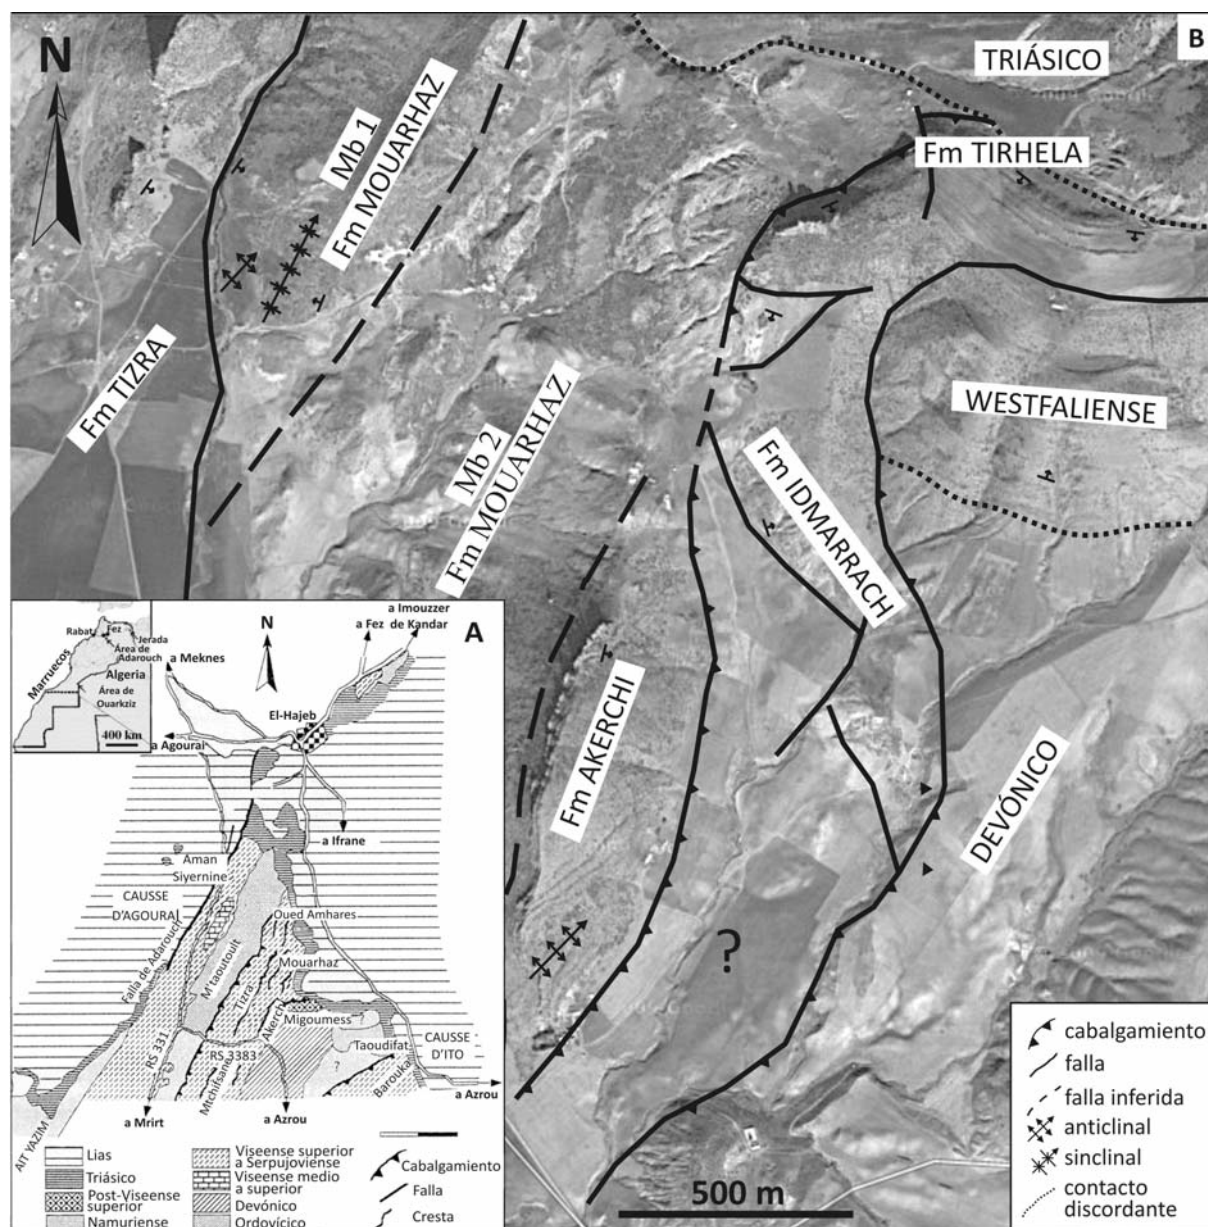 B
N
TRIÁSICO
Fm TIRHELA
Mb 1
Fm MOUARHAZ
Fm TIZRA
WESTFALIENSE
Mb 2
Fm MOUARHAZ
Fm IDMARRACH
Fm AKERCHI
DEVÓNICO
?
500 m
cabalgamiento
falla
falla inferida
anticlinal
sinclinal
contacto
discordante
A
Rabat
Fez
Jerada
Área de
Adarouch
Marruecos
Algeria
Área de
Ouarkziz
400 km
N
a Imouzzer
de Kandar
a Fez
a Meknes
El-Hajeb
a Agourai
a Ifrane
Aman
Siyernine
CAUSSE
D'AGOURAI
Oued Amhares
Falla de Adarouch
M'taoutoult
Mouarhaz
Tizra
Akerch
Migoumess
Taoudifat
CAUSSE
D'ITO
RS 331
RS 3383
Mtchifsane
?
Barouka
a Azrou
a Mrirt
a Azrou
AIT YAZIM
Lias
Triásico
Post-Viseense
superior
Namuriense
Viseense superior
a Serpujoviense
Viseense medio
a superior
Devónico
Ordovícico
Cabalgamiento
Falla
Cresta